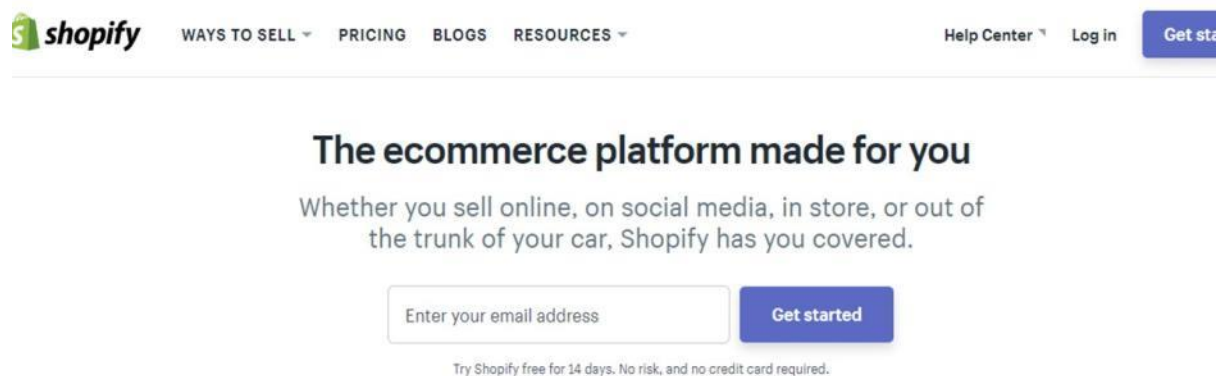 shopify WAYS TO SELL PRICING BLOGS RESOURCES Help Center Log in Get
The ecommerce platform made for you
Whether you sell online, on social media, in store, or out of
the trunk of your car, Shopify has you covered.
Enter your email address Get started
Try Shopify free for 14 days. No risk, and no credit card required.